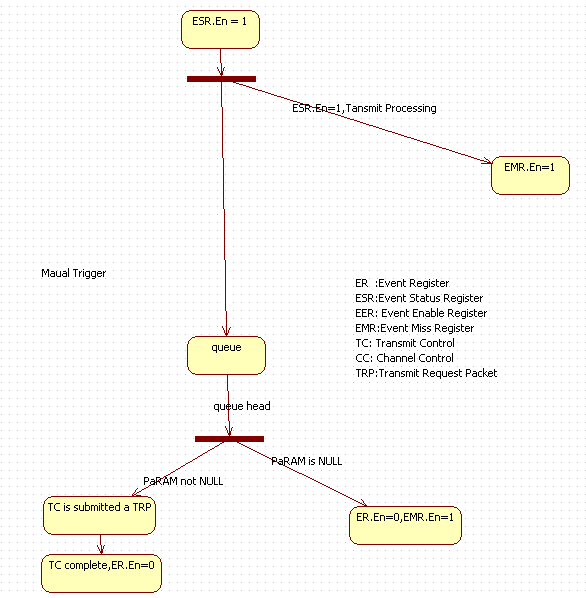 ESR.En = 1
ESR.En=1,Tansmit Processing
EMR.En=1
Maual Trigger
ER  :Event Register
ESR:Event Status Register
EER: Event Enable Register
EMR:Event Miss Register
TC: Transmit Control
CC: Channel Control
TRP:Transmit Request Packet
queue
queue head
PaRAM is NULL
PaRAM not NULL
TC is submitted a TRP
ER.En=0,EMR.En=1
TC complete,ER.En=0